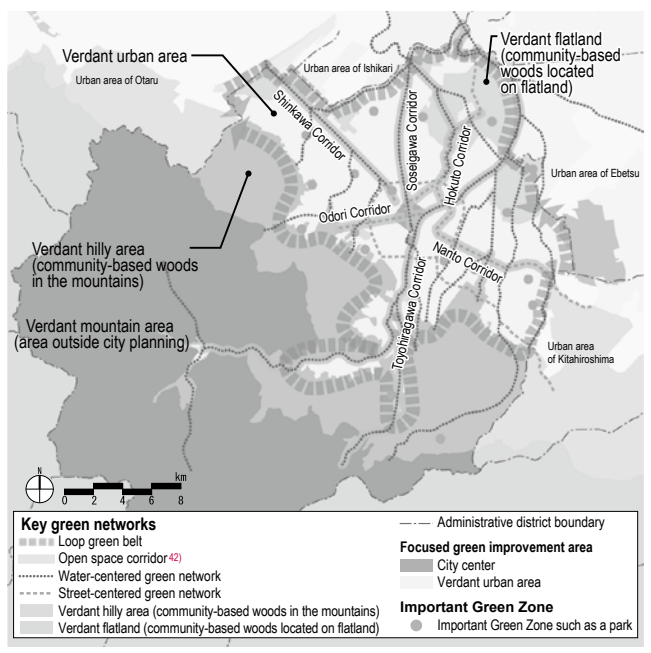 Verdant urban area
Urban area of Otaru
Urban area of Ishikari
Verdant flatland
(community-based
woods located
on flatland)
Shinkawa Corridor
Soseigawa Corridor
Hokuto Corridor
Urban area of Ebetsu
Odori Corridor
Nanto Corridor
Verdant hilly area
(community-based woods
in the mountains)
Toyohiragawa Corridor
Verdant mountain area
(area outside city planning)
Urban area
of Kitahiroshima
N
km
0 2 4 6 8
Key green networks
Loop green belt
Open space corridor 42)
Water-centered green network
Street-centered green network
Verdant hilly area (community-based woods in the mountains)
Verdant flatland (community-based woods located on flatland)
Administrative district boundary
Focused green improvement area
City center
Verdant urban area
Important Green Zone
Important Green Zone such as a park